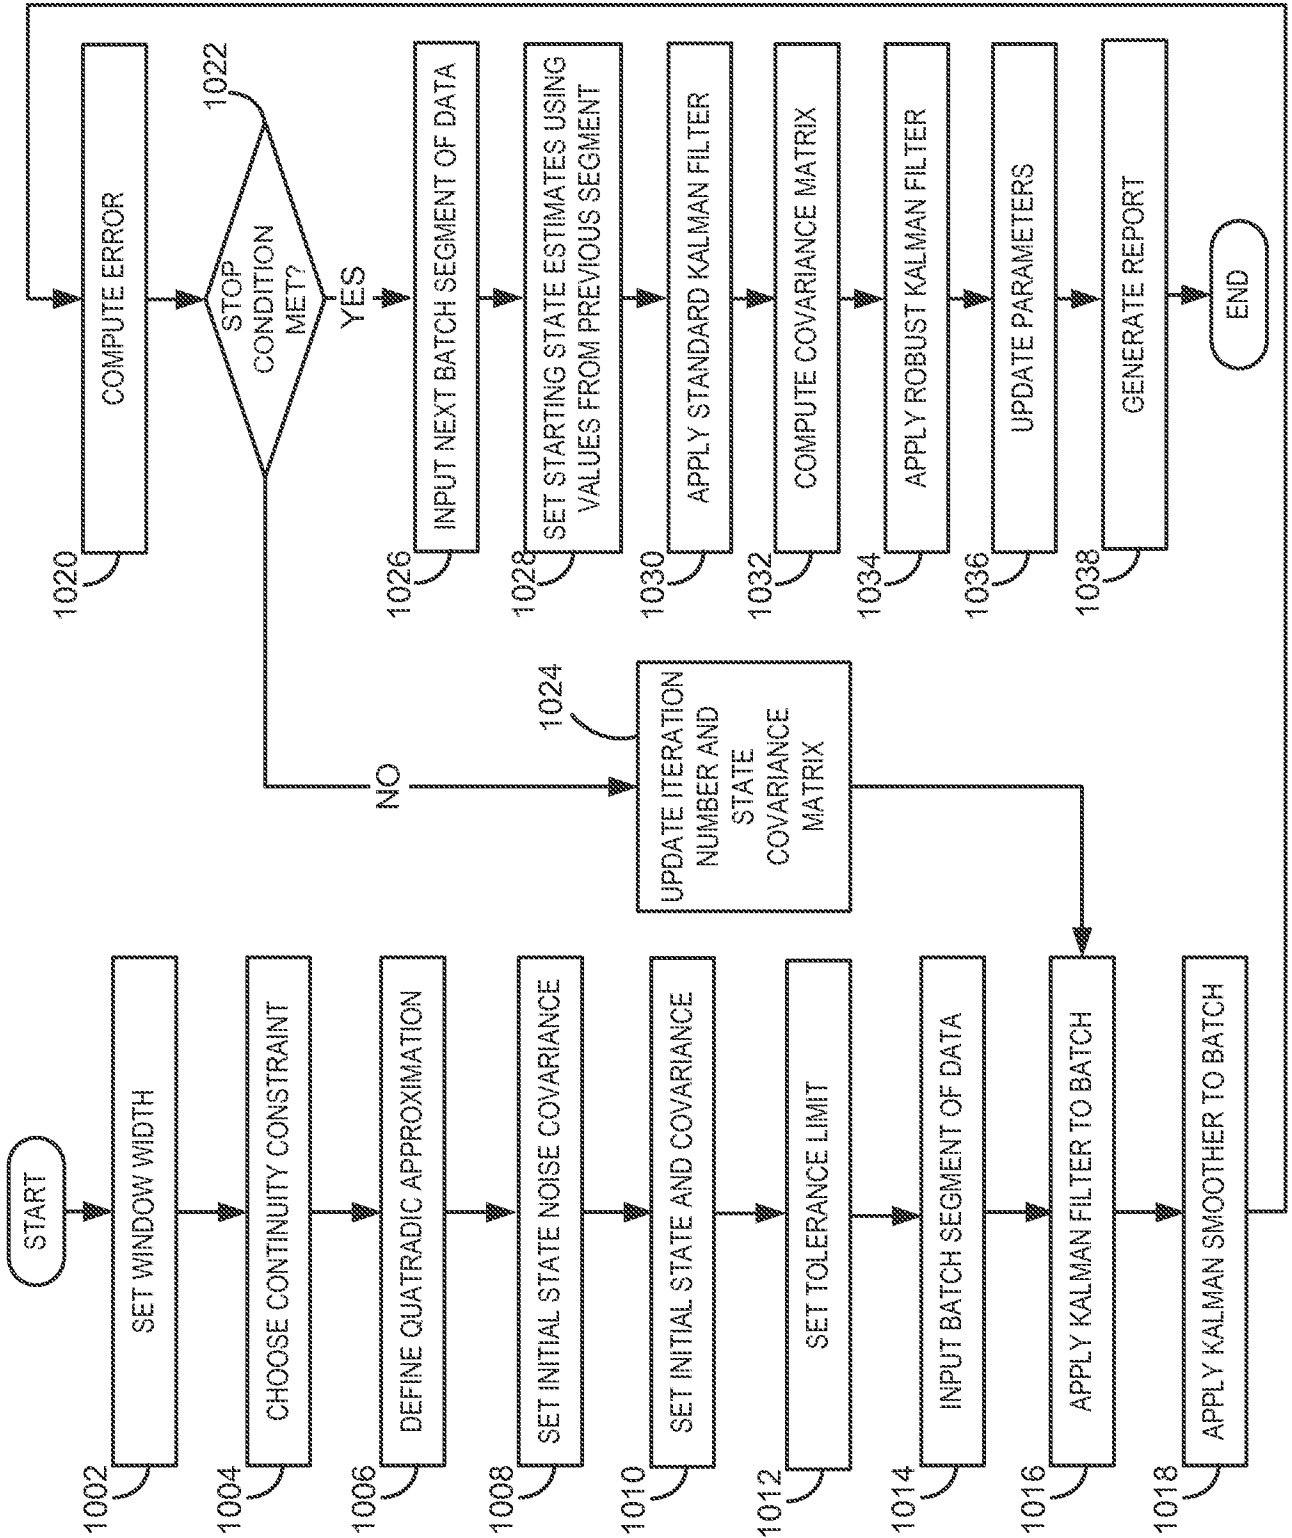 START
1002
SET WINDOW WIDTH
1004
CHOOSE CONTINUITY CONSTRAINT
1006
DEFINE QUATRADIC APPROXIMATION
1008
SET INITIAL STATE NOISE COVARIANCE
1010
SET INITIAL STATE AND COVARIANCE
1012
SET TOLERANCE LIMIT
1014
INPUT BATCH SEGMENT OF DATA
1016
APPLY KALMAN FILTER TO BATCH
1018
APPLY KALMAN SMOOTHER TO BATCH
1020
COMPUTE ERROR
1022
STOP
CONDITION
MET?
NO
1024
UPDATE ITERATION
NUMBER AND
STATE
COVARIANCE
MATRIX
YES
1026
INPUT NEXT BATCH SEGMENT OF DATA
1028
SET STARTING STATE ESTIMATES USING
VALUES FROM PREVIOUS SEGMENT
1030
APPLY STANDARD KALMAN FILTER
1032
COMPUTE COVARIANCE MATRIX
1034
APPLY ROBUST KALMAN FILTER
1036
UPDATE PARAMETERS
1038
GENERATE REPORT
END